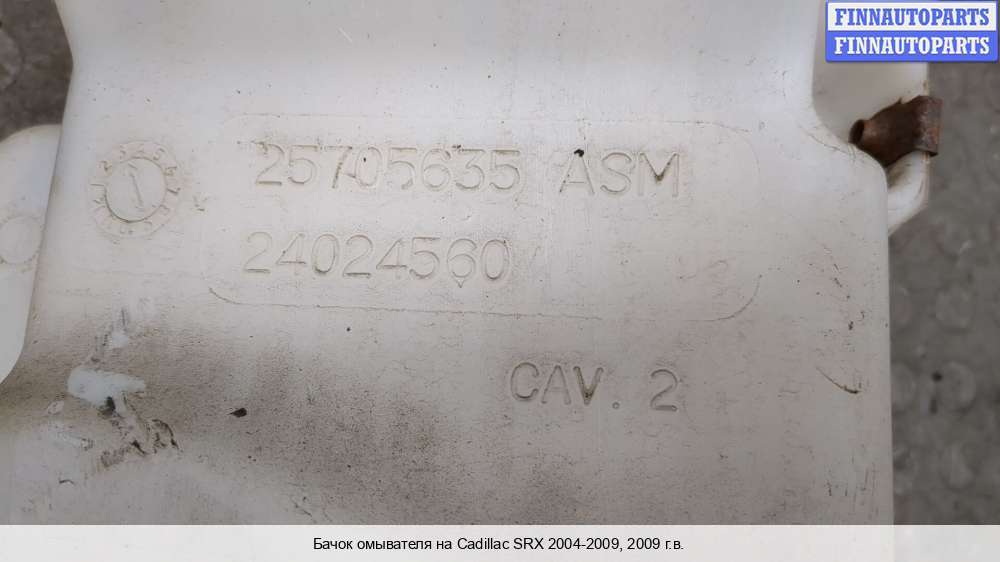 FINNAUTOPARTS
FINNAUTOPARTS
25705635 ASM
24024560
CAV. 2
Бачок омывателя на Cadillac SRX 2004-2009, 2009 г.в.